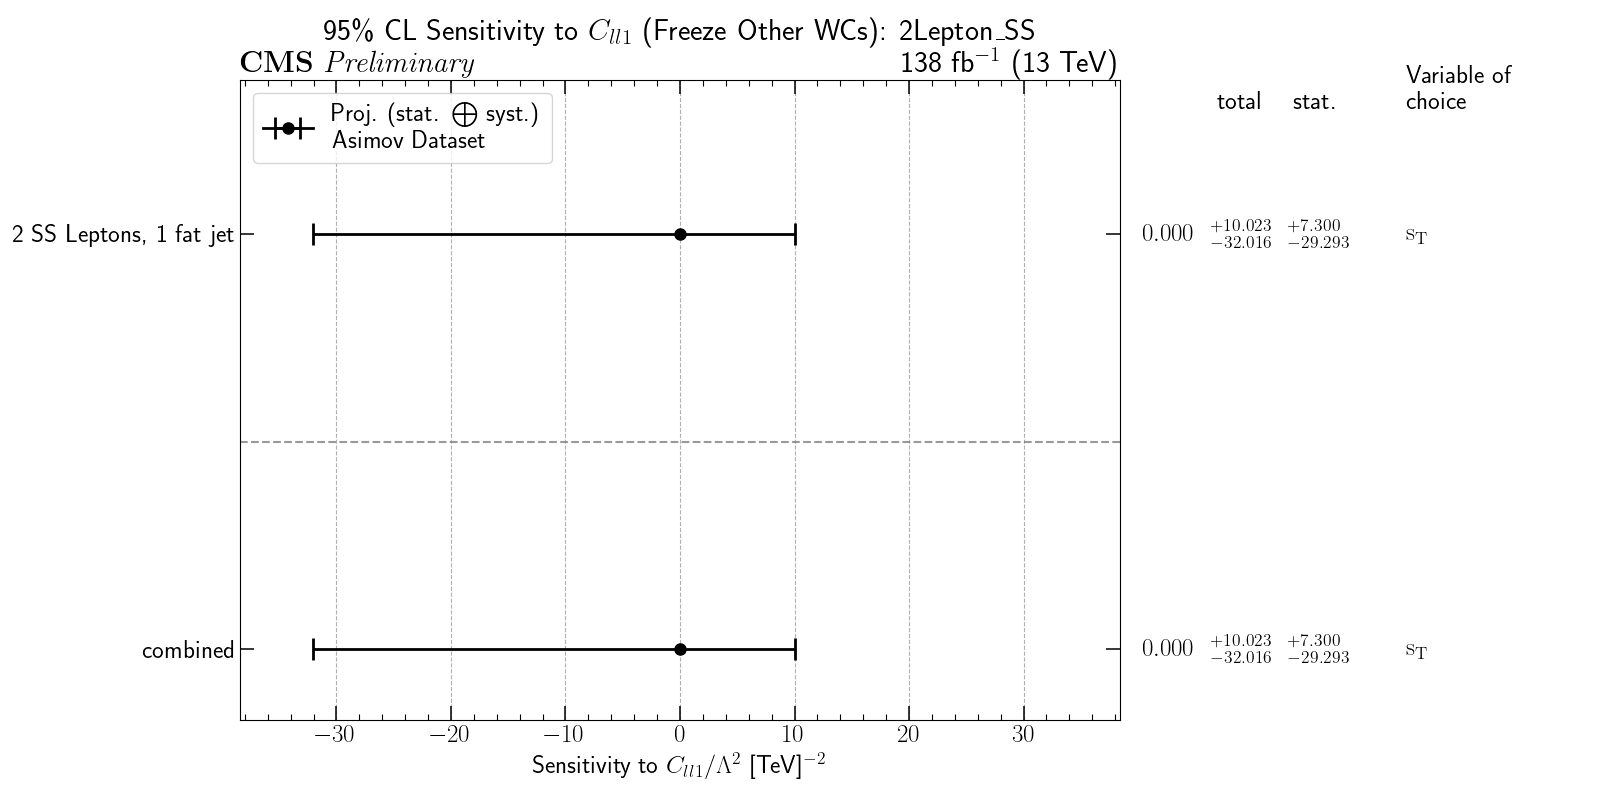 95% CL Sensitivity to C_{ll1} (Freeze Other WCs): 2Lepton_SS
CMS Preliminary 138 fb⁻¹ (13 TeV)
Variable of
total stat. choice
Proj. (stat. ⊕ syst.)
Asimov Dataset
2 SS Leptons, 1 fat jet 0.000 +10.023 −32.016 +7.300 −29.293 s_T
combined 0.000 +10.023 −32.016 +7.300 −29.293 s_T
−30 −20 −10 0 10 20 30
Sensitivity to C_{ll1}/Λ² [TeV]⁻²